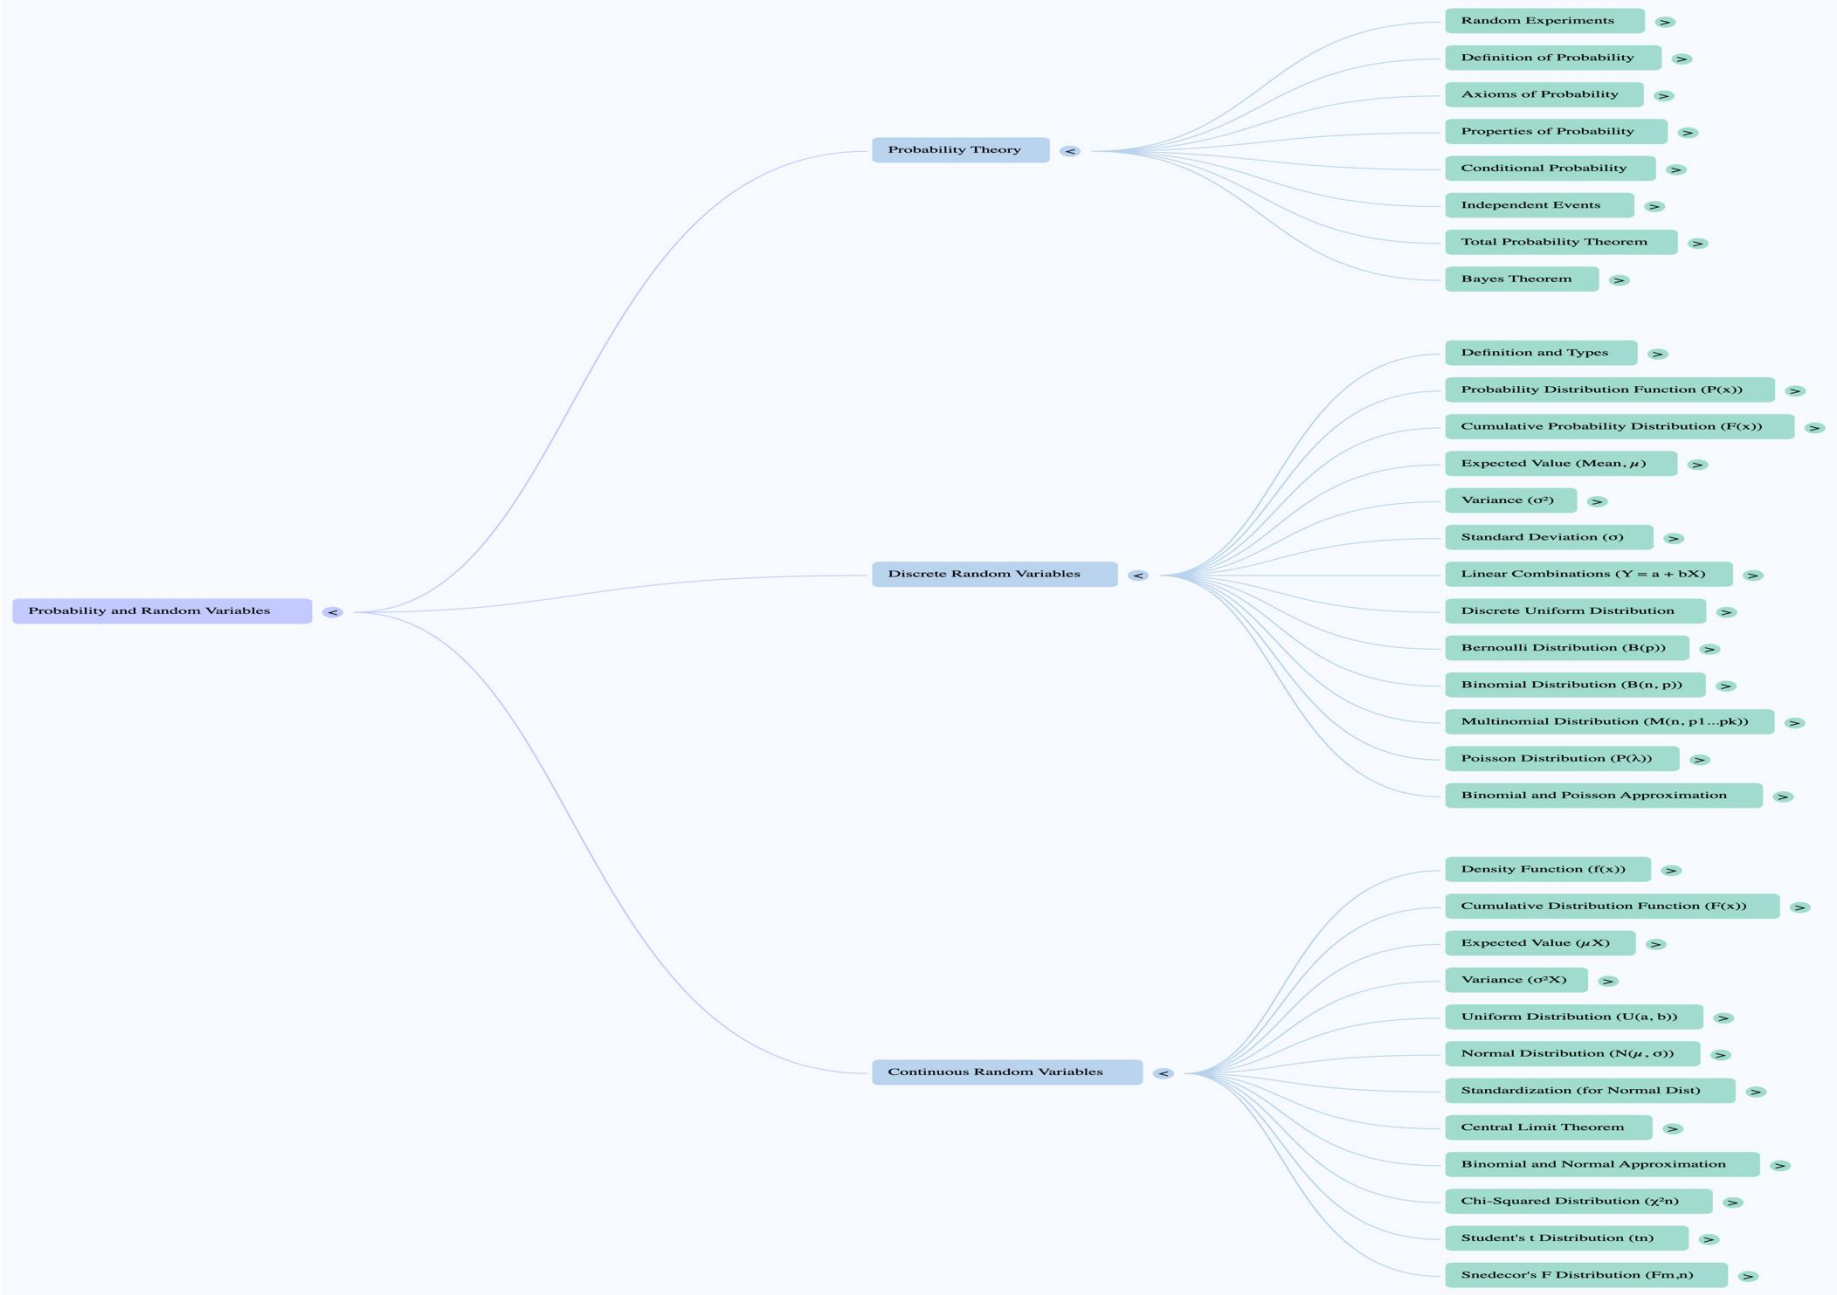 Probability and Random Variables
<
Probability Theory
<
Random Experiments
>
Definition of Probability
>
Axioms of Probability
>
Properties of Probability
>
Conditional Probability
>
Independent Events
>
Total Probability Theorem
>
Bayes Theorem
>
Discrete Random Variables
<
Definition and Types
>
Probability Distribution Function (P(x))
>
Cumulative Probability Distribution (F(x))
>
Expected Value (Mean, μ)
>
Variance (σ²)
>
Standard Deviation (σ)
>
Linear Combinations (Y = a + bX)
>
Discrete Uniform Distribution
>
Bernoulli Distribution (B(p))
>
Binomial Distribution (B(n, p))
>
Multinomial Distribution (M(n, p1...pk))
>
Poisson Distribution (P(λ))
>
Binomial and Poisson Approximation
>
Continuous Random Variables
<
Density Function (f(x))
>
Cumulative Distribution Function (F(x))
>
Expected Value (μX)
>
Variance (σ²X)
>
Uniform Distribution (U(a, b))
>
Normal Distribution (N(μ, σ))
>
Standardization (for Normal Dist)
>
Central Limit Theorem
>
Binomial and Normal Approximation
>
Chi-Squared Distribution (χ²n)
>
Student's t Distribution (tn)
>
Snedecor's F Distribution (Fm,n)
>